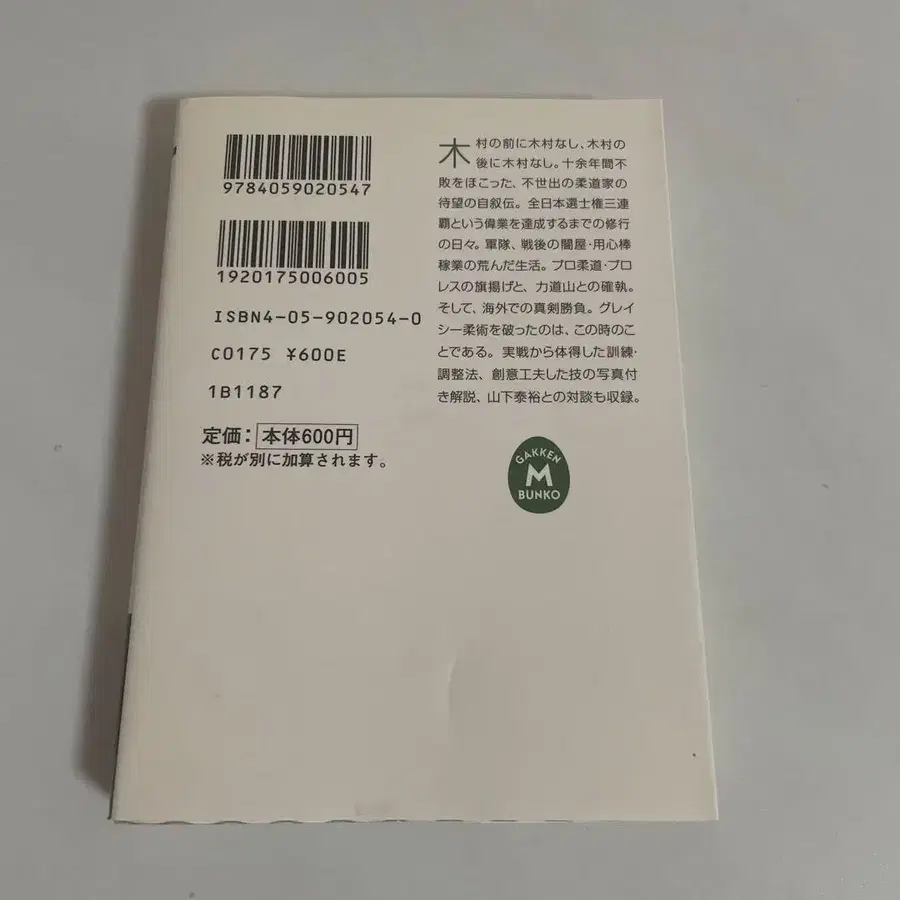 9784059020547
1920175006005
ISBN4-05-902054-0
C0175 ¥600E
1B1187
定価：本体600円
※税が別に加算されます。
木村の前に木村なし、木村の
後に木村なし。十余年間不
敗をほこった、不世出の柔道家の
待望の自叙伝。全日本選士権三連
覇という偉業を達成するまでの修行
の日々。軍隊、戦後の闇屋・用心棒
稼業の荒んだ生活。プロ柔道・プロ
レスの旗揚げと、力道山との確執。
そして、海外での真剣勝負。グレイ
シー柔術を破ったのは、この時のこ
とである。実戦から体得した訓練・
調整法、創意工夫した技の写真付
き解説、山下泰裕との対談も収録。
GAKKEN
M
BUNKO